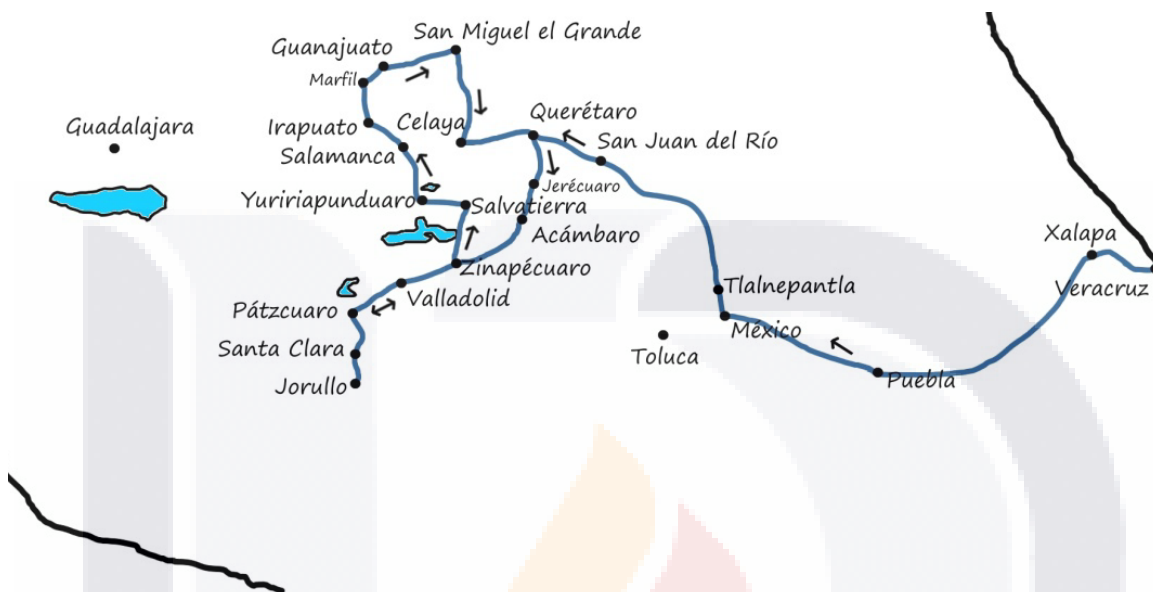 San Miguel el Grande
Guanajuato
Marfil
Querétaro
Irapuato
Celaya
Guadalajara
San Juan del Río
Salamanca
Jerécuaro
Yuririapunduaro
Salvatierra
Acámbaro
Xalapa
Zinapécuaro
Tlalnepantla
Veracruz
Valladolid
Pátzcuaro
México
Santa Clara
Toluca
Puebla
Jorullo